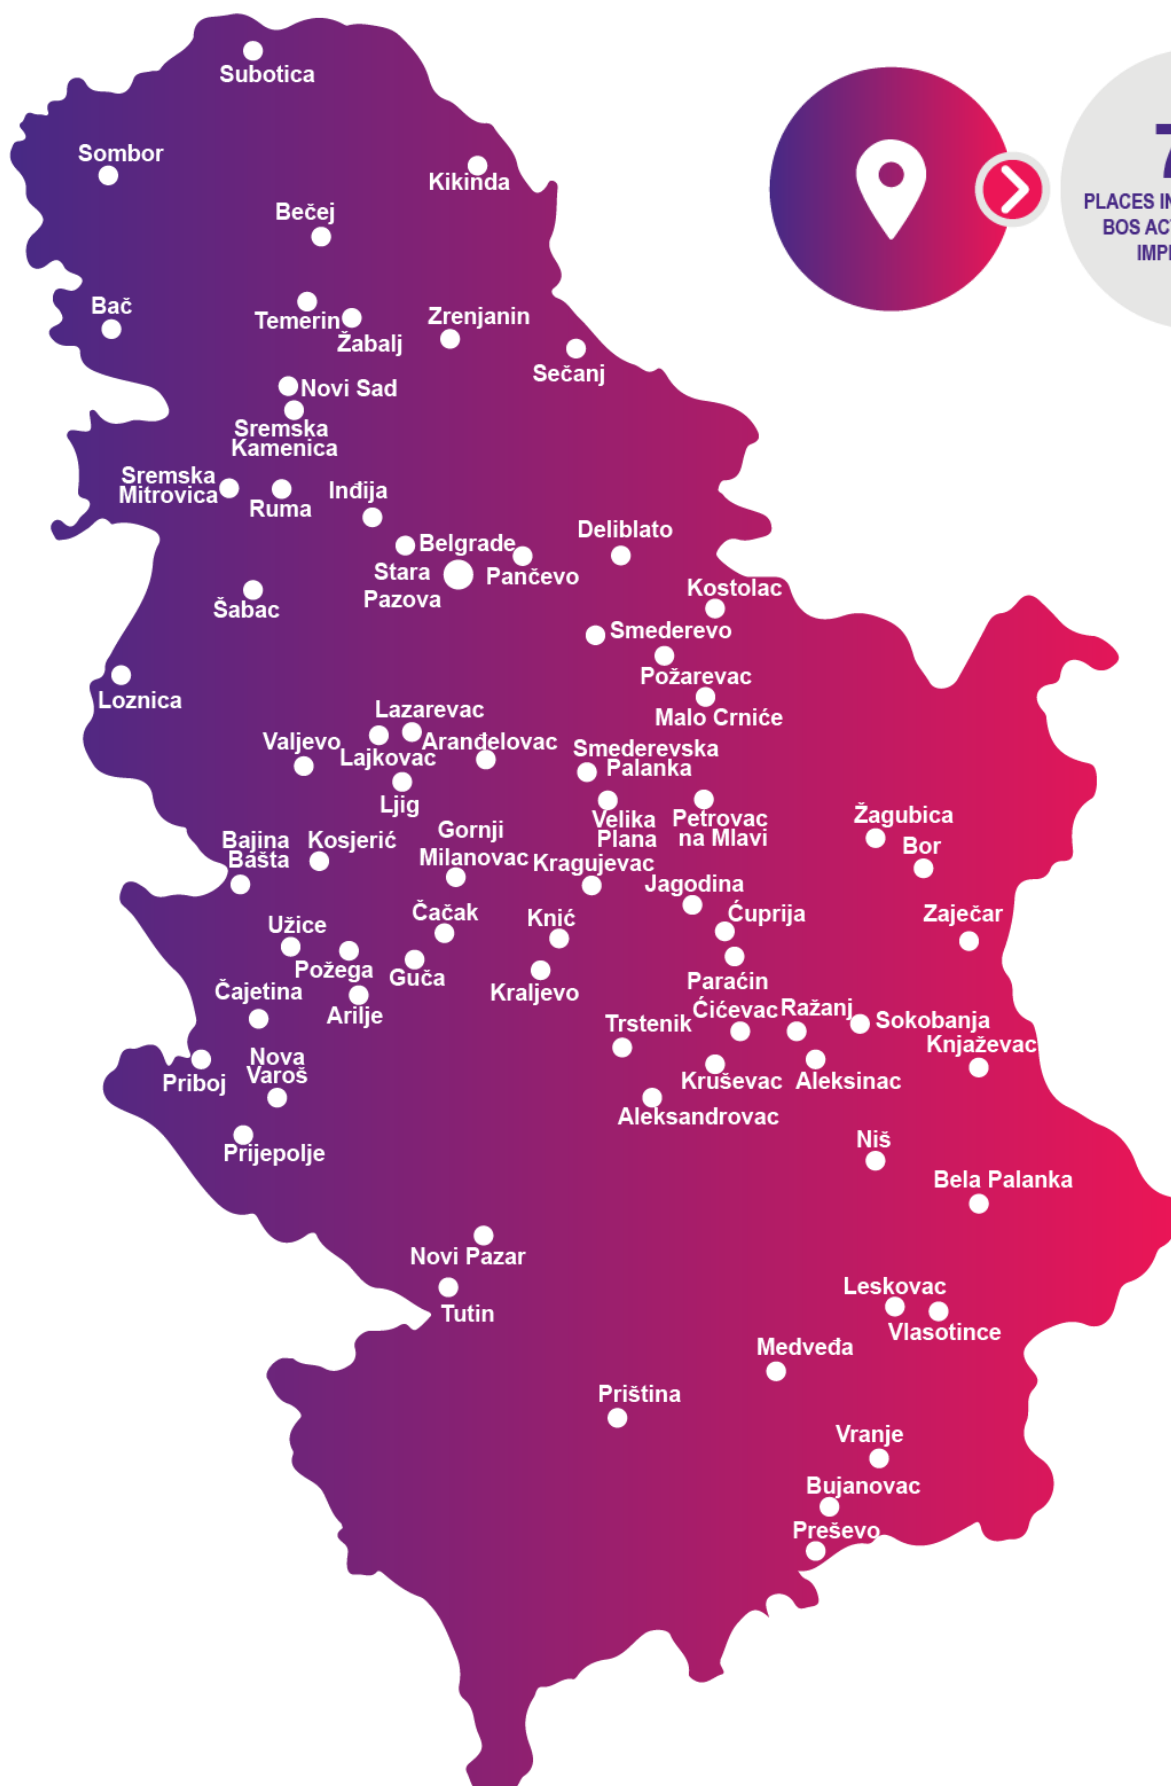 Subotica
Sombor
Kikinda
Bečej
PLACES IN
Bač
Temerin
Žabalj
Zrenjanin
Sečanj
Novi Sad
Sremska
Kamenica
Sremska
Mitrovica
Ruma
Inđija
Belgrade
Deliblato
Stara
Pazova
Pančevo
Kostolac
Šabac
Smederevo
Požarevac
Loznica
Malo Crniće
Lazarevac
Valjevo
Lajkovac
Aranđelovac
Smederevska
Palanka
Ljig
Velika
Plana
Petrovac
na Mlavi
Žagubica
Bor
Bajina
Bášta
Kosjerić
Gornji
Milanovac
Kragujevac
Jagodina
Ćuprija
Zaječar
Užice
Čačak
Knić
Požega
Guča
Kraljevo
Paraćin
Čajetina
Arilje
Trstenik
Ćićevac
Ražanj
Sokobanja
Knjaževac
Priboj
Nova
Varoš
Kruševac
Aleksinac
Aleksandrovac
Prijepolje
Niš
Bela Palanka
Novi Pazar
Tutin
Leskovac
Vlasotince
Medveđa
Priština
Vranje
Bujanovac
Preševo